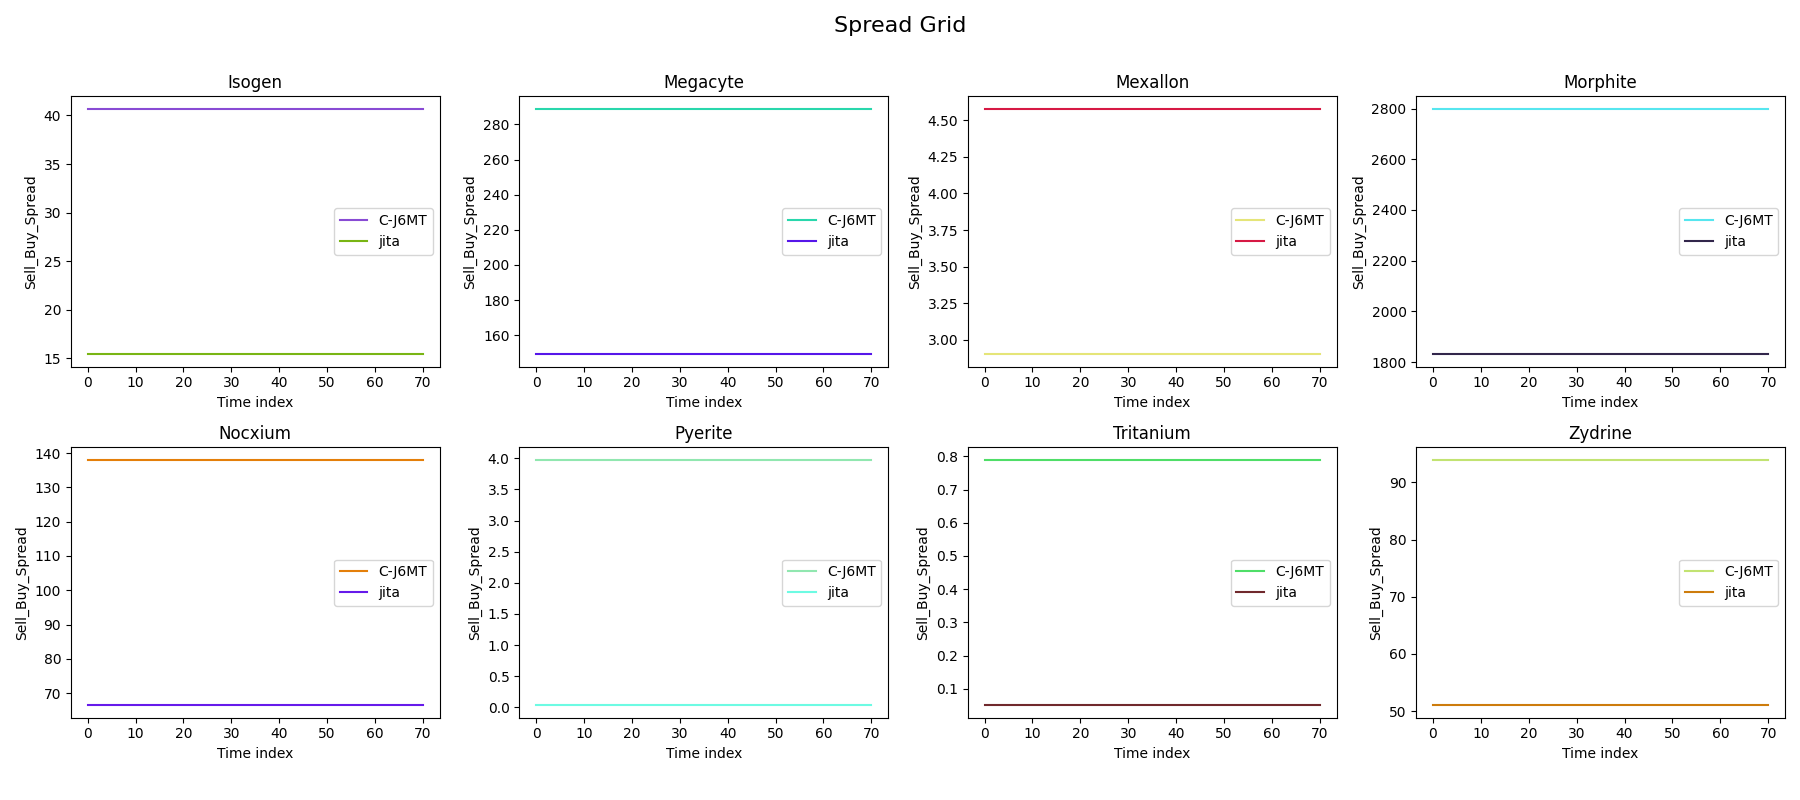 Spread Grid
Isogen
Sell_Buy_Spread
40
35
30
25
20
15
0 10 20 30 40 50 60 70
Time index
C-J6MT
jita
Megacyte
Sell_Buy_Spread
280
260
240
220
200
180
160
0 10 20 30 40 50 60 70
Time index
C-J6MT
jita
Mexallon
Sell_Buy_Spread
4.50
4.25
4.00
3.75
3.50
3.25
3.00
0 10 20 30 40 50 60 70
Time index
C-J6MT
jita
Morphite
Sell_Buy_Spread
2800
2600
2400
2200
2000
1800
0 10 20 30 40 50 60 70
Time index
C-J6MT
jita
Nocxium
Sell_Buy_Spread
140
130
120
110
100
90
80
70
0 10 20 30 40 50 60 70
Time index
C-J6MT
jita
Pyerite
Sell_Buy_Spread
4.0
3.5
3.0
2.5
2.0
1.5
1.0
0.5
0.0
0 10 20 30 40 50 60 70
Time index
C-J6MT
jita
Tritanium
Sell_Buy_Spread
0.8
0.7
0.6
0.5
0.4
0.3
0.2
0.1
0 10 20 30 40 50 60 70
Time index
C-J6MT
jita
Zydrine
Sell_Buy_Spread
90
80
70
60
50
0 10 20 30 40 50 60 70
Time index
C-J6MT
jita